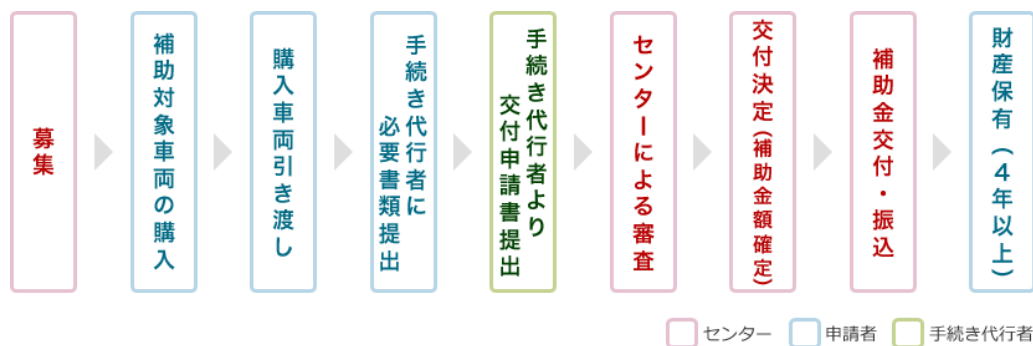 募集
補助対象車両の購入
購入車両引き渡し
手続き代行者に
必要書類提出
手続き代行者より
交付申請書提出
センターによる審査
交付決定(補助金額確定)
補助金交付・振込
財産保有(4年以上)
センター
申請者
手続き代行者